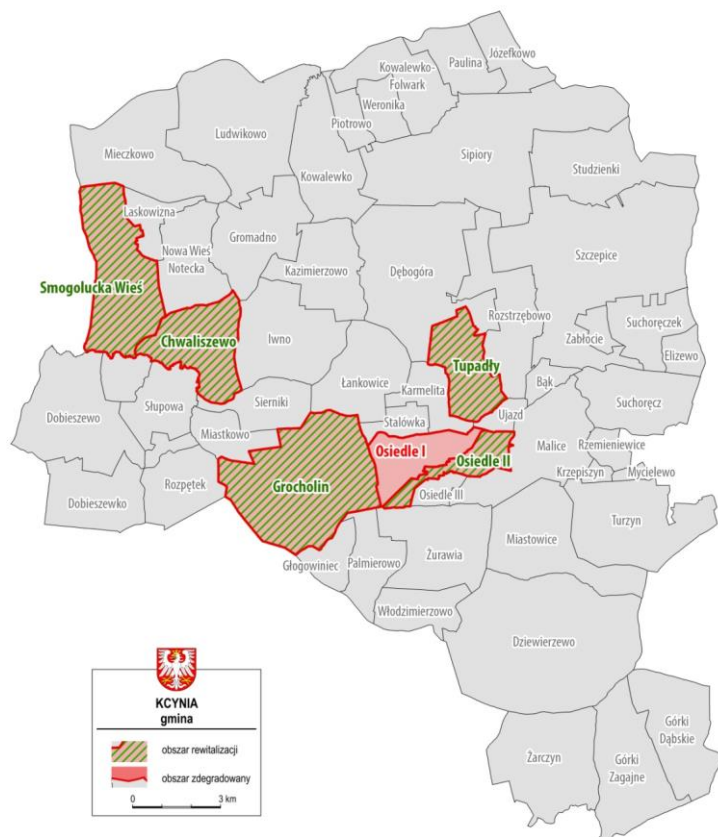 Józefkowo
Paulina
Kowalewko-
Folwark
Weronika
Piotrowo
Ludwikowo
Mieczkowo
Sipiory
Studzienki
Kowalewko
Laskowizna
Gromadno
Nowa Wieś
Notecka
Kazimierzowo
Dębogóra
Szczepice
Smogolucka Wieś
Chwaliszewo
Iwno
Rozstrzębowo
Zabłocie
Suchoręczek
Elizewo
Tupadły
Łankowice
Karmelita
Bąk
Suchoręcz
Dobieszewo
Słupowa
Sierniki
Stalówka
Ujazd
Miastkowo
Osiedle I
Osiedle II
Malice
Rzemieniewice
Krzepiszyn
Mycielewo
Rozpętek
Grocholin
Osiedle III
Dobieszewko
Turzyn
Głogowiniec
Palmierowo
Żurawia
Miastowice
Włodzimierzowo
Dziewierzewo
Górki
Dąbskie
Żarczyn
Górki
Zagajne
KCYNIA
gmina
obszar rewitalizacji
obszar zdegradowany
0 3 km